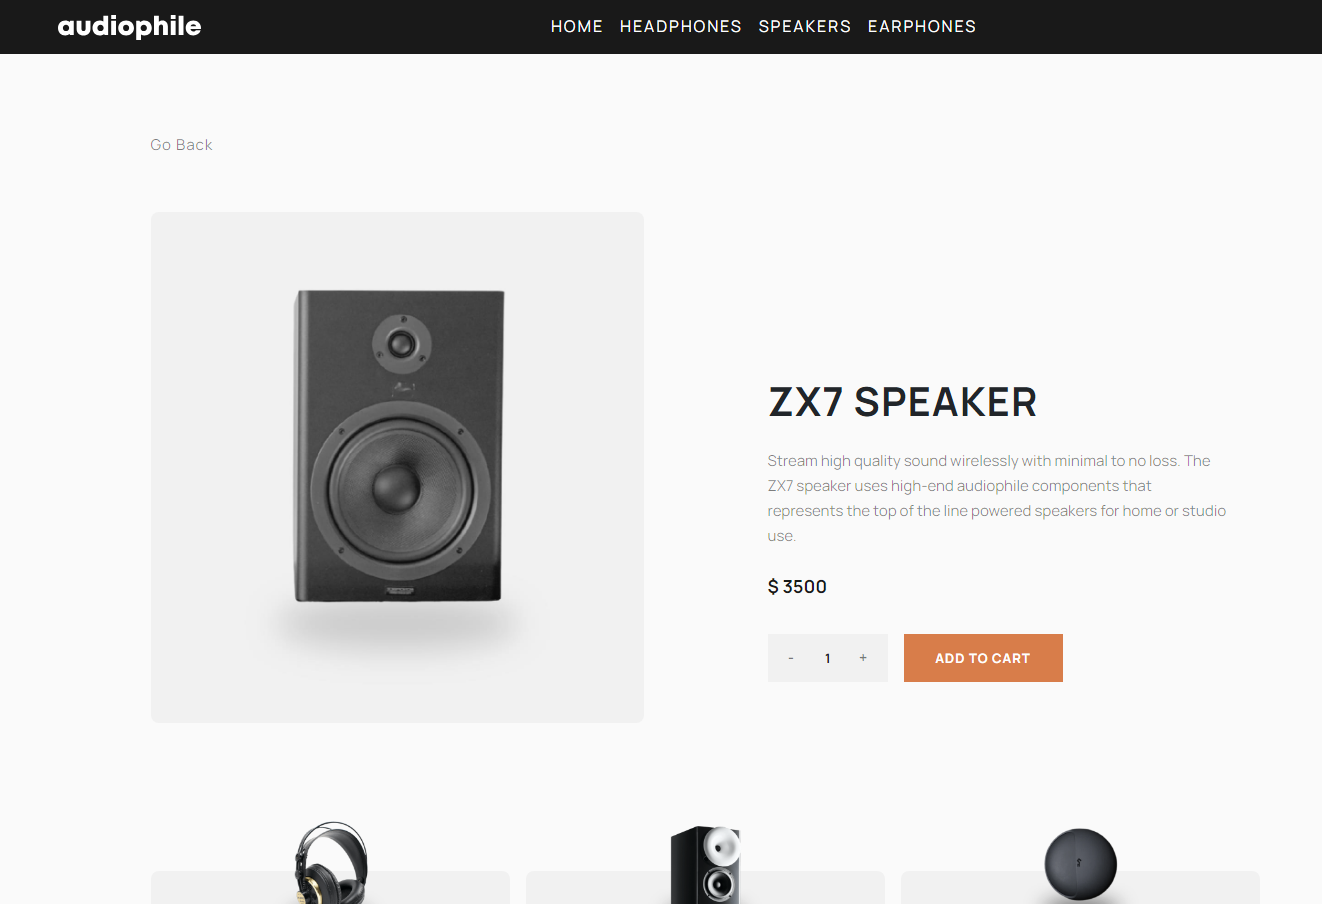 audiophile
HOME HEADPHONES SPEAKERS EARPHONES
Go Back
ZX7 SPEAKER
Stream high quality sound wirelessly with minimal to no loss. The
ZX7 speaker uses high-end audiophile components that
represents the top of the line powered speakers for home or studio
use.
$ 3500
- 1 +
ADD TO CART